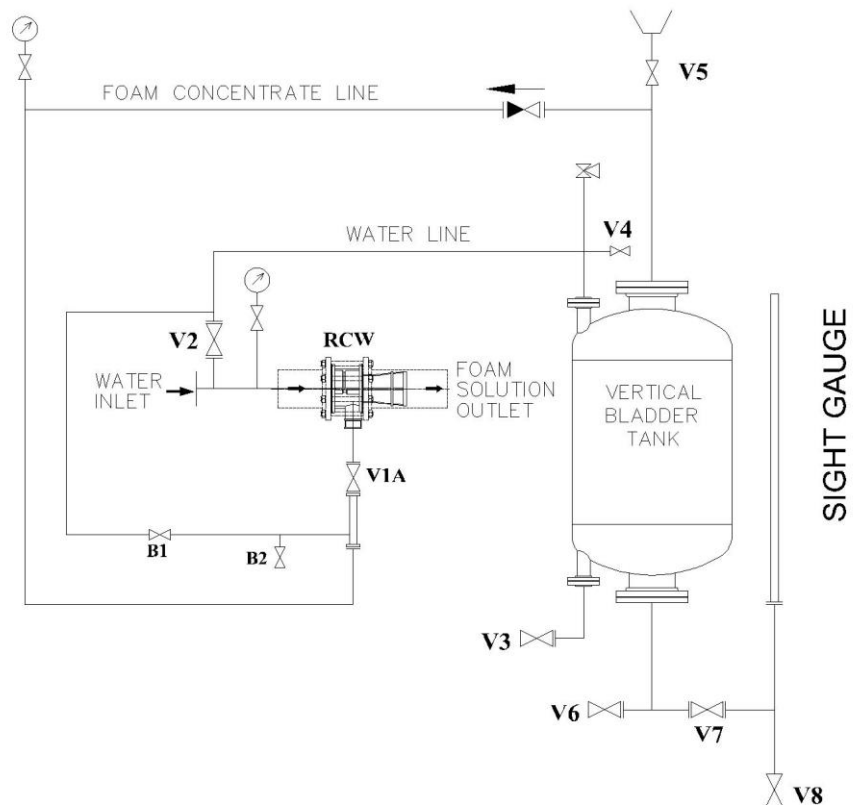 V5
FOAM CONCENTRATE LINE
V4
WATER LINE
V2
RCW
WATER
INLET
FOAM
SOLUTION
OUTLET
VERTICAL
BLADDER
TANK
SIGHT GAUGE
V1A
B1
B2
V3
V6
V7
V8